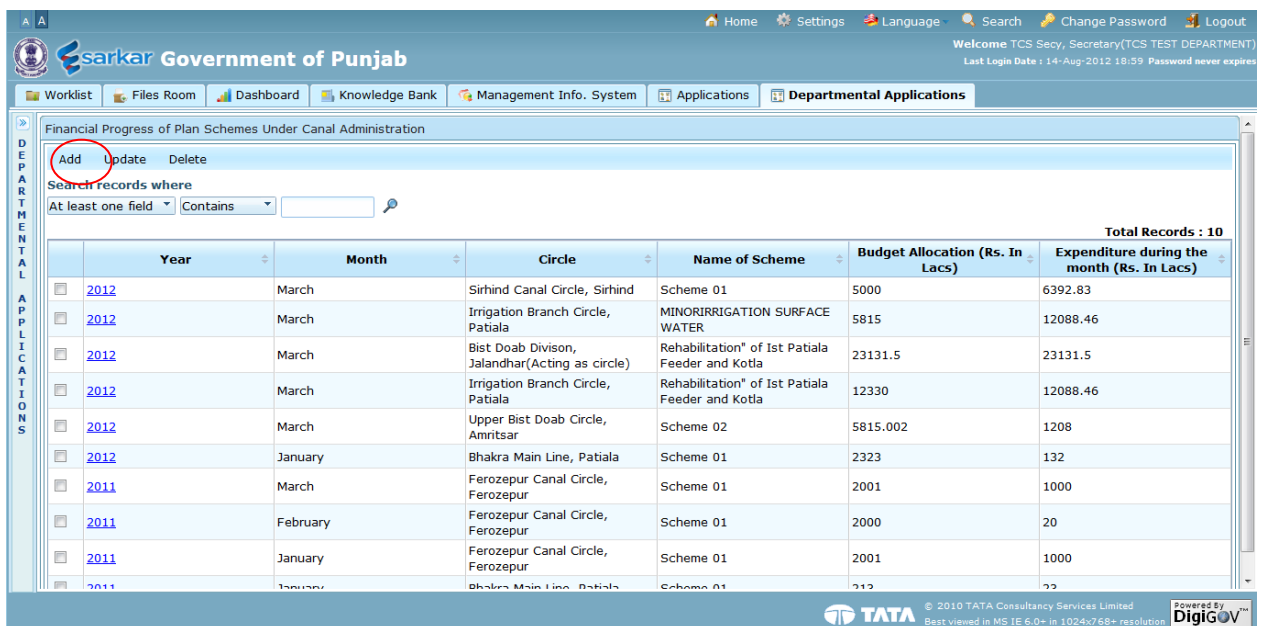 A A Home Settings Language Search Change Password Logout
sarkar Government of Punjab
Welcome TCS Secy, Secretary(TCS TEST DEPARTMENT)
Last Login Date : 14-Aug-2012 18:59 Password never expires
Worklist Files Room Dashboard Knowledge Bank Management Info. System Applications Departmental Applications
DEPARTMENTAL APPLICATIONS
Financial Progress of Plan Schemes Under Canal Administration
Add Update Delete
Search records where
At least one field Contains
Total Records : 10
Year Month Circle Name of Scheme Budget Allocation (Rs. In Lacs) Expenditure during the month (Rs. In Lacs)
2012 March Sirhind Canal Circle, Sirhind Scheme 01 5000 6392.83
2012 March Irrigation Branch Circle, Patiala MINORIRRIGATION SURFACE WATER 5815 12088.46
2012 March Bist Doab Divison, Jalandhar(Acting as circle) Rehabilitation" of Ist Patiala Feeder and Kotla 23131.5 23131.5
2012 March Irrigation Branch Circle, Patiala Rehabilitation" of Ist Patiala Feeder and Kotla 12330 12088.46
2012 March Upper Bist Doab Circle, Amritsar Scheme 02 5815.002 1208
2012 January Bhakra Main Line, Patiala Scheme 01 2323 132
2011 March Ferozepur Canal Circle, Ferozepur Scheme 01 2001 1000
2011 February Ferozepur Canal Circle, Ferozepur Scheme 01 2000 20
2011 January Ferozepur Canal Circle, Ferozepur Scheme 01 2001 1000
2011 January Bhakra Main Line, Patiala Scheme 01 213 23
TATA © 2010 TATA Consultancy Services Limited
Best viewed in MS IE 6.0+ in 1024x768+ resolution
Powered By
DigiGOV™